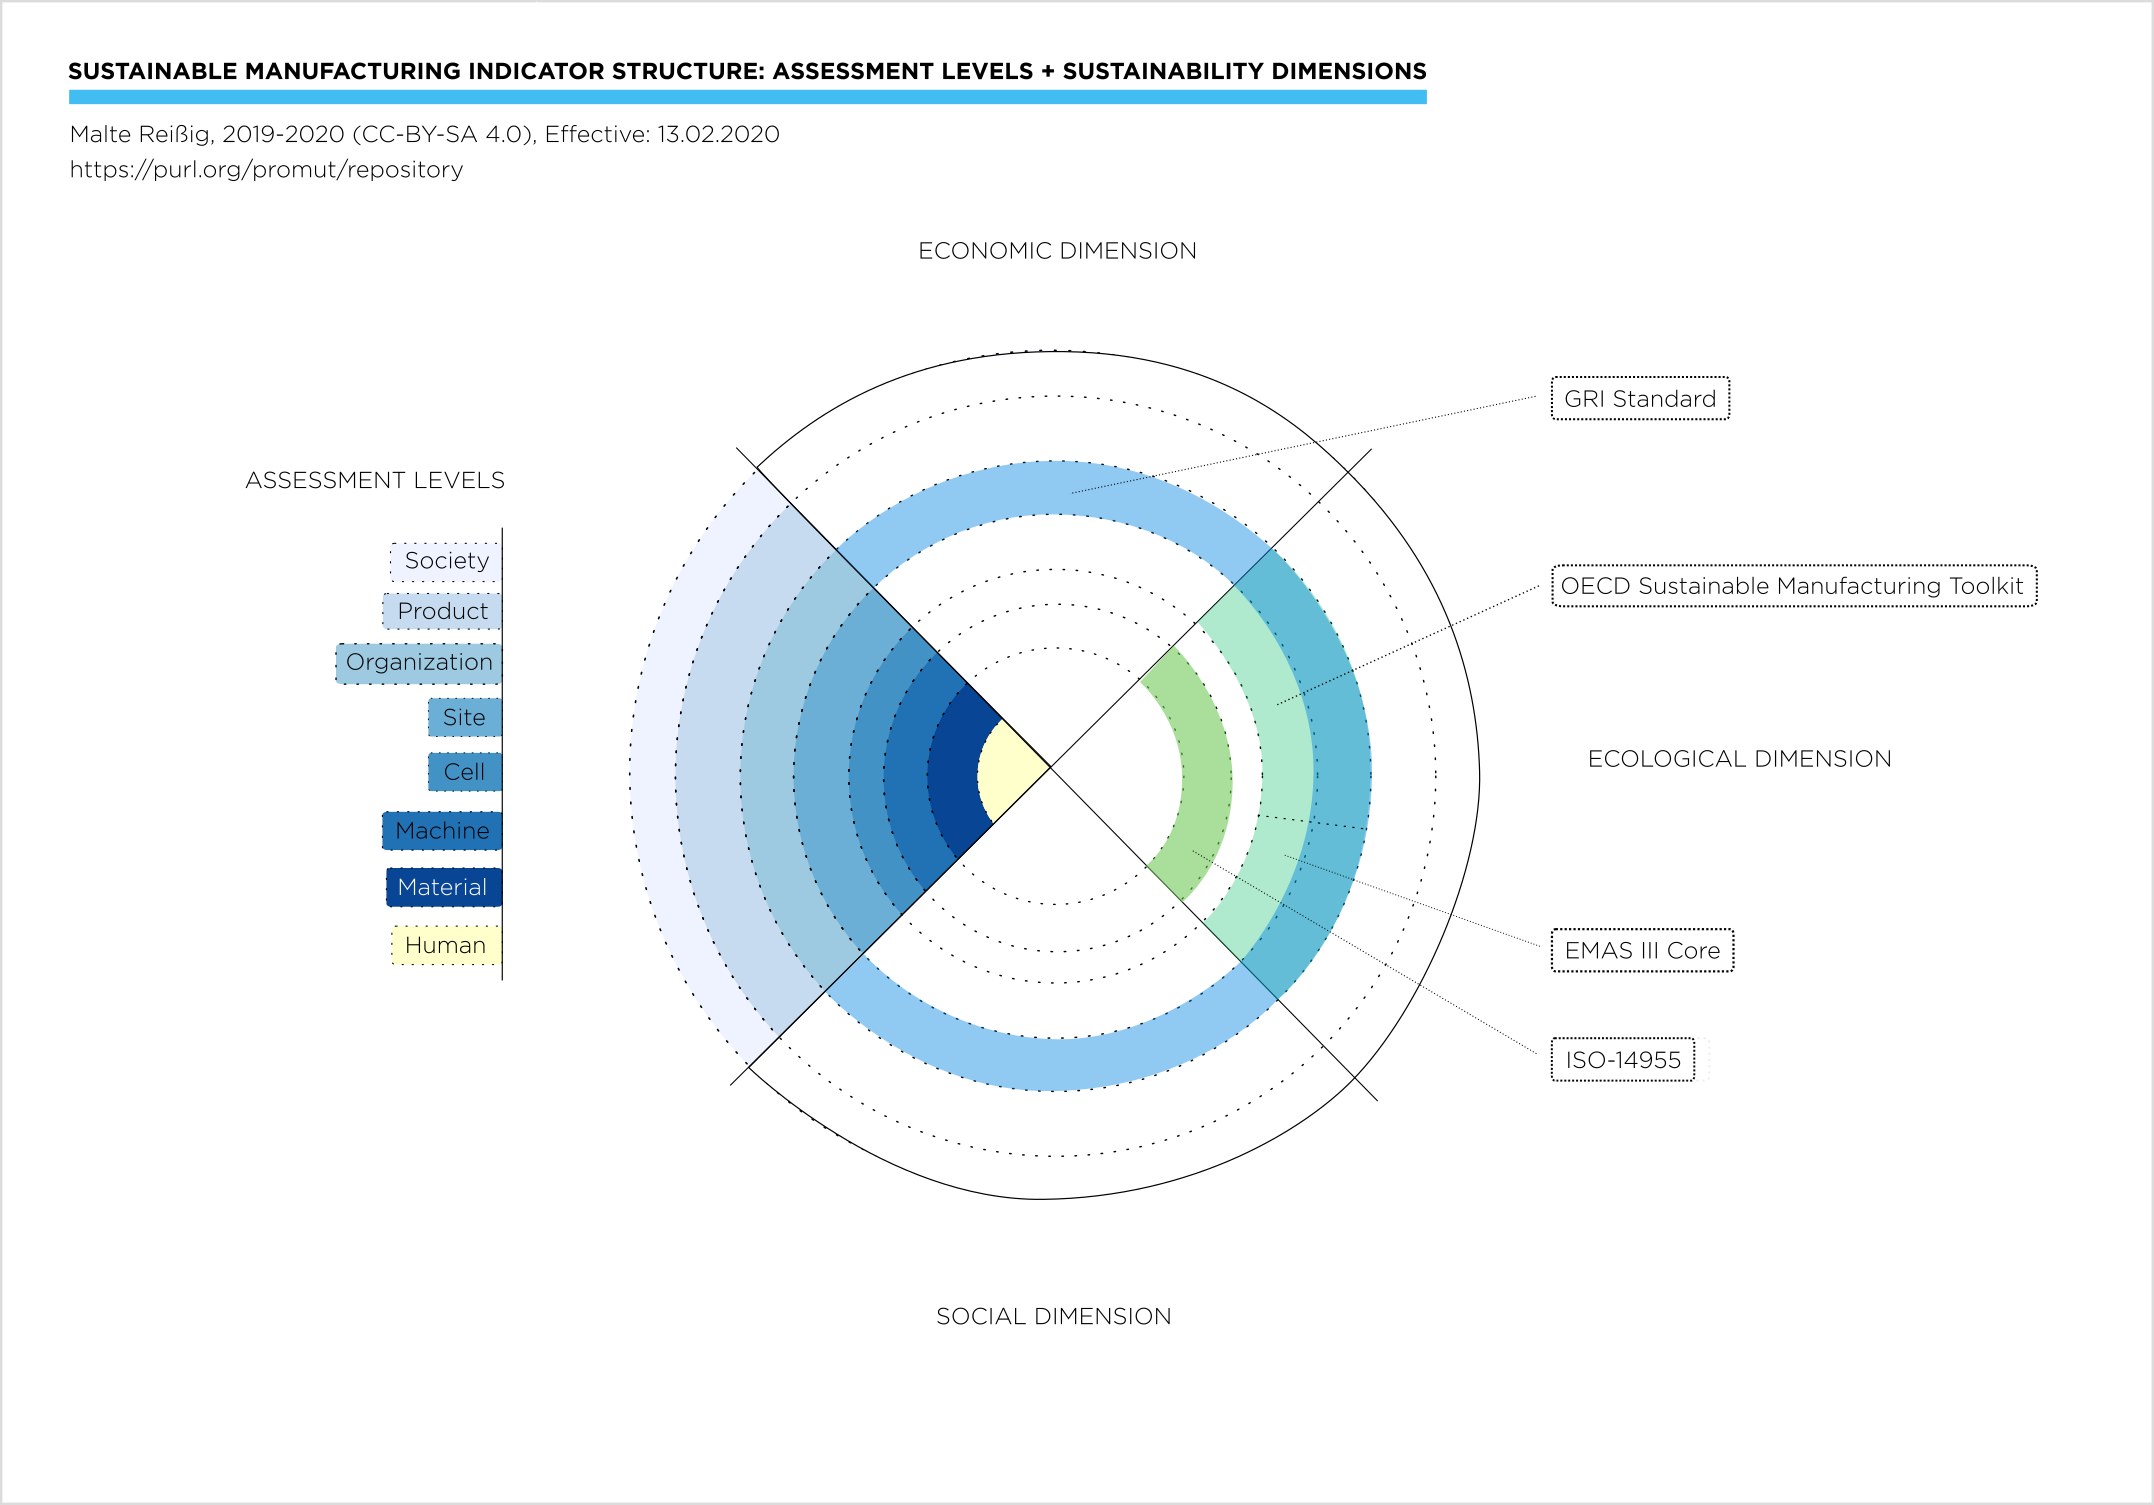 SUSTAINABLE MANUFACTURING INDICATOR STRUCTURE: ASSESSMENT LEVELS + SUSTAINABILITY DIMENSIONS
Malte Reißig, 2019-2020 (CC-BY-SA 4.0), Effective: 13.02.2020
https://purl.org/promut/repository
ECONOMIC DIMENSION
GRI Standard
ASSESSMENT LEVELS
Society
Product
Organization
Site
Cell
Machine
Material
Human
OECD Sustainable Manufacturing Toolkit
ECOLOGICAL DIMENSION
EMAS III Core
ISO-14955
SOCIAL DIMENSION